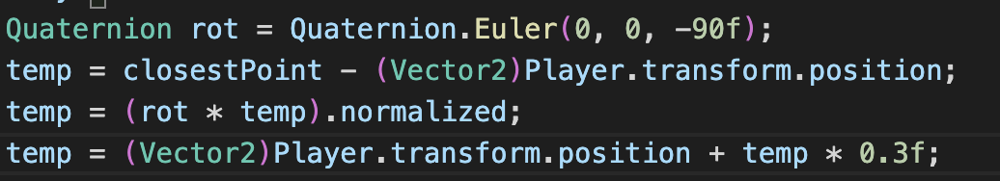 Quaternion rot = Quaternion.Euler(0, 0, -90f);
temp = closestPoint - (Vector2)Player.transform.position;
temp = (rot * temp).normalized;
temp = (Vector2)Player.transform.position + temp * 0.3f;